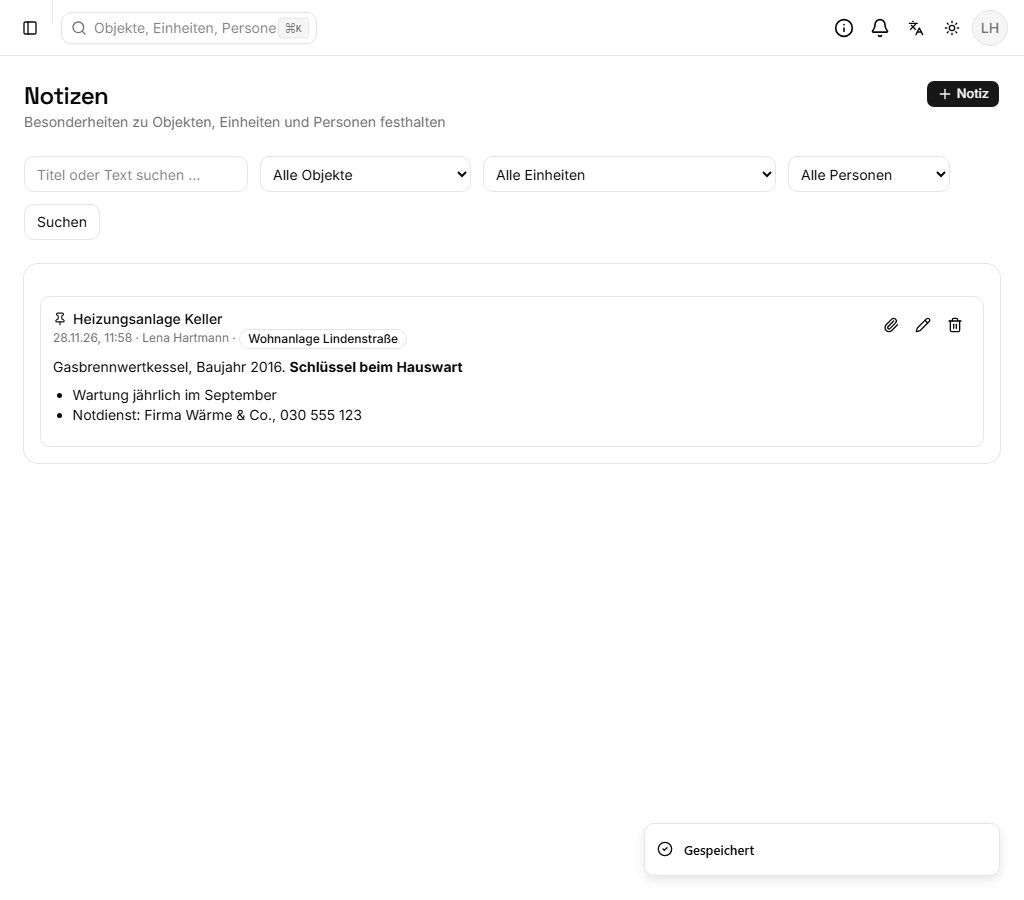 Objekte, Einheiten, Persone ⌘K LH
Notizen
+ Notiz
Besonderheiten zu Objekten, Einheiten und Personen festhalten
Titel oder Text suchen ... Alle Objekte Alle Einheiten Alle Personen
Suchen
Heizungsanlage Keller
28.11.26, 11:58 · Lena Hartmann · Wohnanlage Lindenstraße
Gasbrennwertkessel, Baujahr 2016. Schlüssel beim Hauswart
• Wartung jährlich im September
• Notdienst: Firma Wärme & Co., 030 555 123
Gespeichert